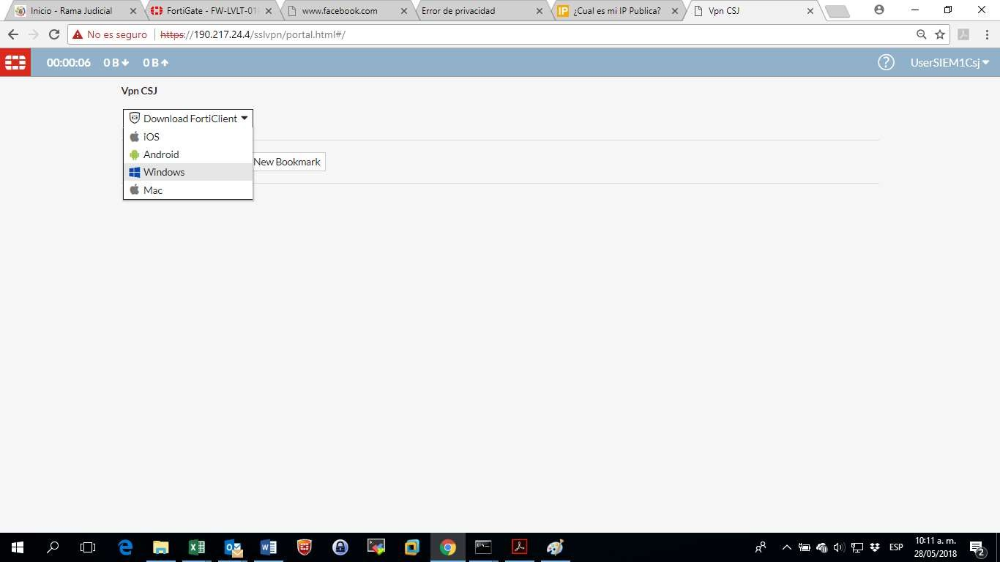 Inicio - Rama Judicial
FortiGate - FW-LVLT-01
www.facebook.com
Error de privacidad
IP ¿Cual es mi IP Publica?
Vpn CSJ
No es seguro https://190.217.24.4/sslvpn/portal.html#/
00:00:06 0 B 0 B
UserSIEM1Csj
Vpn CSJ
Download FortiClient
iOS
Android
Windows
Mac
New Bookmark
ESP
10:11 a. m.
28/05/2018
2